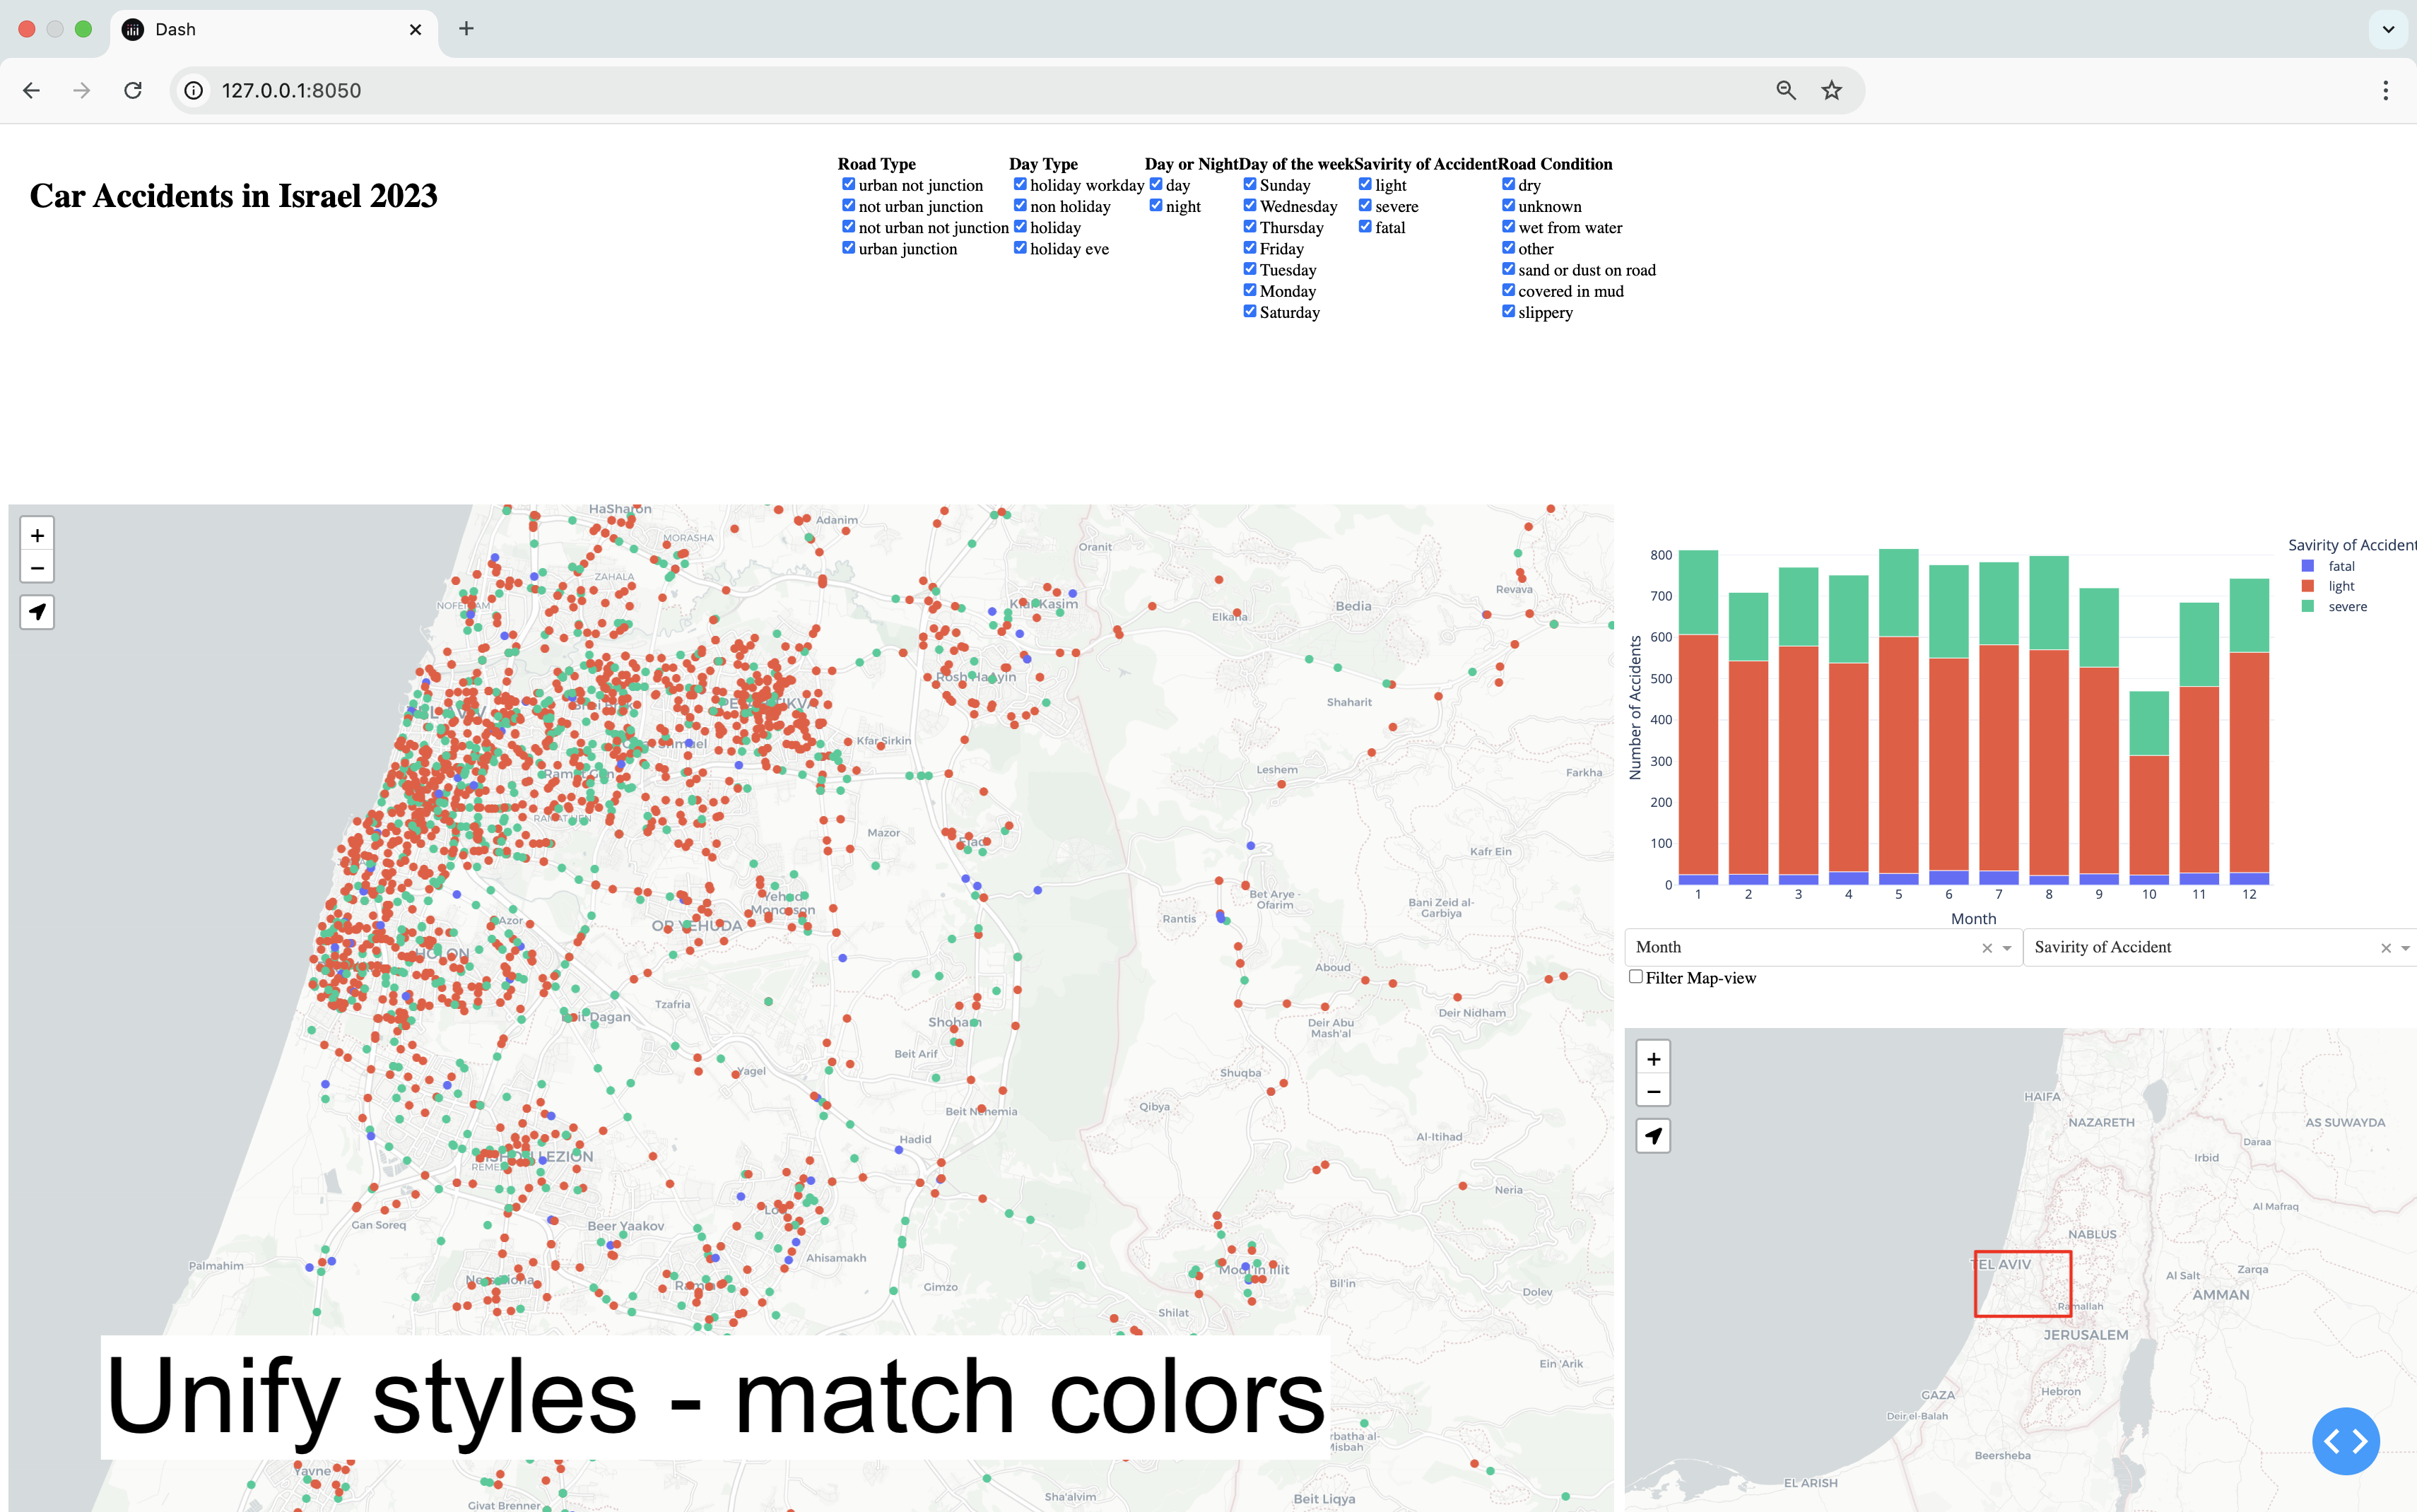 Dash
127.0.0.1:8050
Car Accidents in Israel 2023
Road Type
urban not junction
not urban junction
not urban not junction
urban junction
Day Type
holiday workday
non holiday
holiday
holiday eve
Day or Night
day
night
Day of the week
Sunday
Wednesday
Thursday
Friday
Tuesday
Monday
Saturday
Savirity of Accident
light
severe
fatal
Road Condition
dry
unknown
wet from water
other
sand or dust on road
covered in mud
slippery
+
−
HaSharon
Adanim
MORASHA
Oranit
ZAHALA
Revava
Kfar Kasim
Bedia
Elkana
Rosh HaAyin
Shaharit
Kfar Sirkin
Leshem
Farkha
Mazor
Kafr Ein
Bet Arye -
Ofarim
Bani Zeid al-
Garbiya
Rantis
Azor
OR YEHUDA
HOLON
Aboud
Tzafria
Beit Dagan
Shoham
Deir Abu
Mash'al
Deir Nidham
Beit Arif
Yagel
Shuqba
Qibya
Beit Nehemia
Hadid
Al-Itihad
Neria
Gan Soreq
Beer Yaakov
Ahisamakh
Palmahim
Modi'in Illit
Gimzo
Bil'in
Dolev
Shilat
Ein 'Arik
Unify styles - match colors
Yavne
Givat Brenner
Sha'alvim
Beit Liqya
Savirity of Accident
fatal
light
severe
Number of Accidents
800
700
600
500
400
300
200
100
0
1 2 3 4 5 6 7 8 9 10 11 12
Month
Month
Savirity of Accident
Filter Map-view
+
−
HAIFA
NAZARETH
AS SUWAYDA
Daraa
Irbid
Al Mafraq
NABLUS
TEL AVIV
Al Salt
Zarqa
AMMAN
Ramallah
JERUSALEM
Hebron
GAZA
Deir el-Balah
Beersheba
EL ARISH